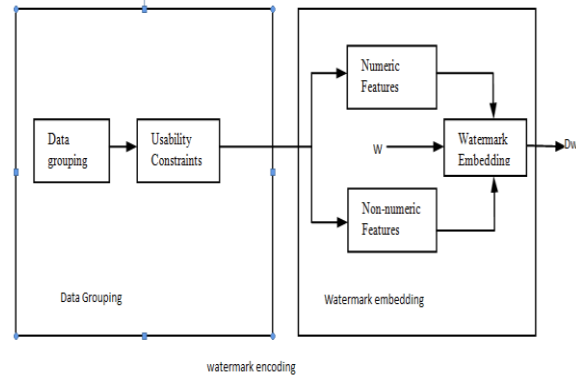 Data
grouping
Usability
Constraints
Numeric
Features
W
Watermark
Embedding
Dw
Non-numeric
Features
Data Grouping
Watermark embedding
watermark encoding